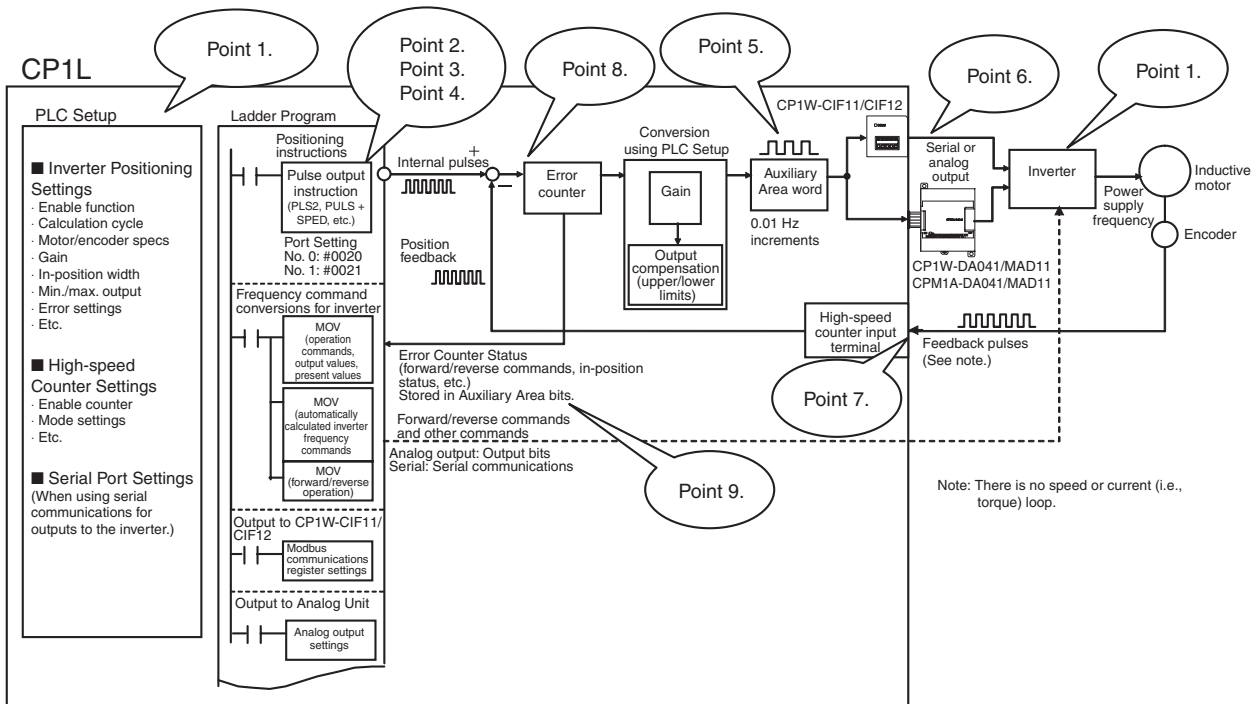 Point 1.
Point 2.
Point 3.
Point 4.
Point 8.
Point 5.
Point 6.
Point 1.
CP1L
PLC Setup
■ Inverter Positioning
Settings
· Enable function
· Calculation cycle
· Motor/encoder specs
· Gain
· In-position width
· Min./max. output
· Error settings
· Etc.
■ High-speed
Counter Settings
· Enable counter
· Mode settings
· Etc.
■ Serial Port Settings
(When using serial
communications for
outputs to the inverter.)
Ladder Program
Positioning
instructions
Pulse output
instruction
(PLS2, PULS +
SPED, etc.)
Port Setting
No. 0: #0020
No. 1: #0021
Frequency command
conversions for inverter
MOV
(operation
commands,
output values,
present values
MOV
(automatically
calculated inverter
frequency
commands
MOV
(forward/reverse
operation)
Output to CP1W-CIF11/
CIF12
Modbus
communications
register settings
Output to Analog Unit
Analog output
settings
Internal pulses
+
−
Position
feedback
Error
counter
Conversion
using PLC Setup
Gain
Output
compensation
(upper/lower
limits)
Auxiliary
Area word
0.01 Hz
increments
CP1W-CIF11/CIF12
Serial or
analog
output
CP1W-DA041/MAD11
CPM1A-DA041/MAD11
Inverter
Power
supply
frequency
Inductive
motor
Encoder
High-speed
counter input
terminal
Feedback pulses
(See note.)
Point 7.
Error Counter Status
(forward/reverse commands, in-position
status, etc.)
Stored in Auxiliary Area bits.
Forward/reverse commands
and other commands
Analog output: Output bits
Serial: Serial communications
Point 9.
Note: There is no speed or current (i.e.,
torque) loop.